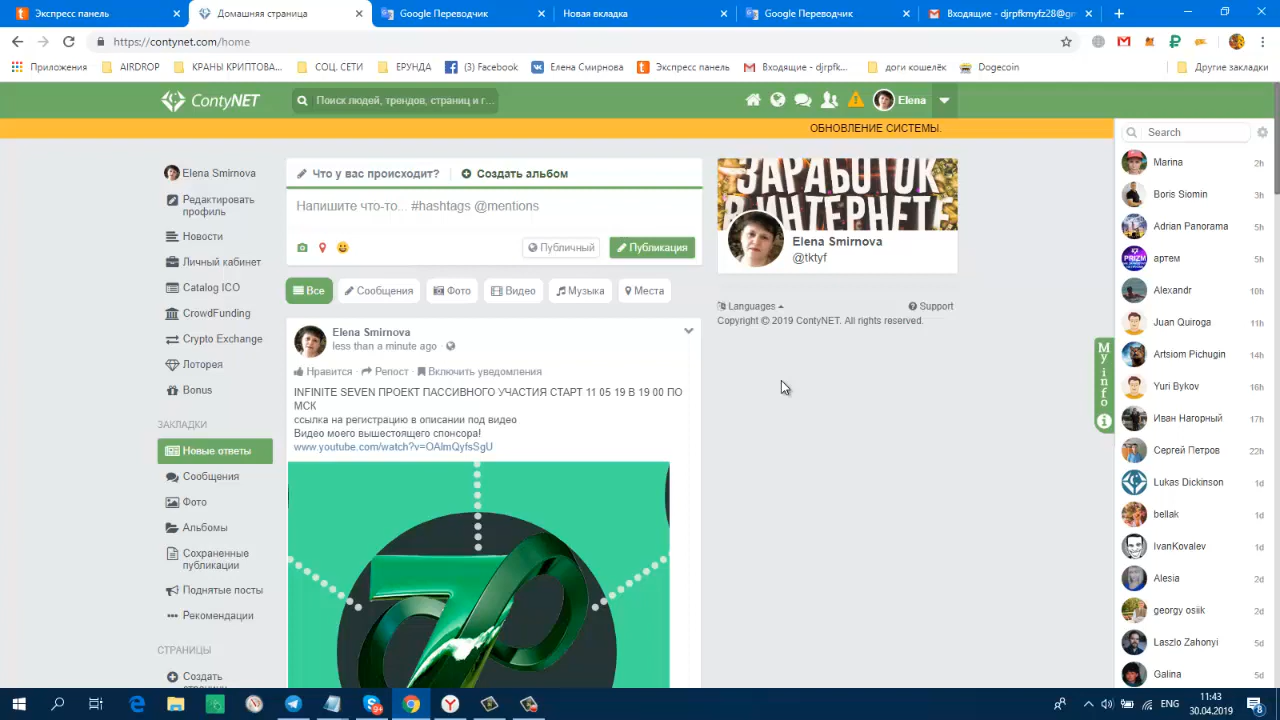 Экспресс панель
Домашняя страница
Google Переводчик
Новая вкладка
Google Переводчик
Входящие - djrpfkmyfz28@gm
https://contynet.com/home
Приложения
AIRDROP
КРАНЫ КРИПТОВА...
СОЦ. СЕТИ
ЕРУНДА
(3) Facebook
Елена Смирнова
Экспресс панель
Входящие - djrpfk...
доги кошелёк
Dogecoin
Другие закладки
ContyNET
Поиск людей, трендов, страниц и г...
Elena
ОБНОВЛЕНИЕ СИСТЕМЫ.
Elena Smirnova
Редактировать
профиль
Новости
Личный кабинет
Catalog ICO
CrowdFunding
Crypto Exchange
Лоторея
Bonus
ЗАКЛАДКИ
Новые ответы
Сообщения
Фото
Альбомы
Сохраненные
публикации
Поднятые посты
Рекомендации
СТРАНИЦЫ
Создать
Что у вас происходит?
Создать альбом
Напишите что-то... #hashtags @mentions
Публичный
Публикация
Все
Сообщения
Фото
Видео
Музыка
Места
Elena Smirnova
less than a minute ago
Нравится
Репост
Включить уведомления
INFINITE SEVEN ПРОЕКТ ПАССИВНОГО УЧАСТИЯ СТАРТ 11 05 19 В 19 00 ПО
МСК
ссылка на регистрацию в описании под видео
Видео моего вышестоящего спонсора!
www.youtube.com/watch?v=OAlmQyfsSgU
ЗАРАБОТОК
В ИНТЕРНЕТЕ
Elena Smirnova
@tktyf
Languages
Support
Copyright © 2019 ContyNET. All rights reserved.
My info
Search
Marina 2h
Boris Siomin 3h
Adrian Panorama 5h
PRIZM
артем 5h
Alexandr 10h
Juan Quiroga 11h
Artsiom Pichugin 14h
Yuri Bykov 16h
Иван Нагорный 17h
Сергей Петров 22h
Lukas Dickinson 1d
bellak 1d
IvanKovalev 1d
Alesia 2d
georgy osiik 2d
Laszlo Zahonyi 5d
Galina 5d
ENG
11:43
30.04.2019
8